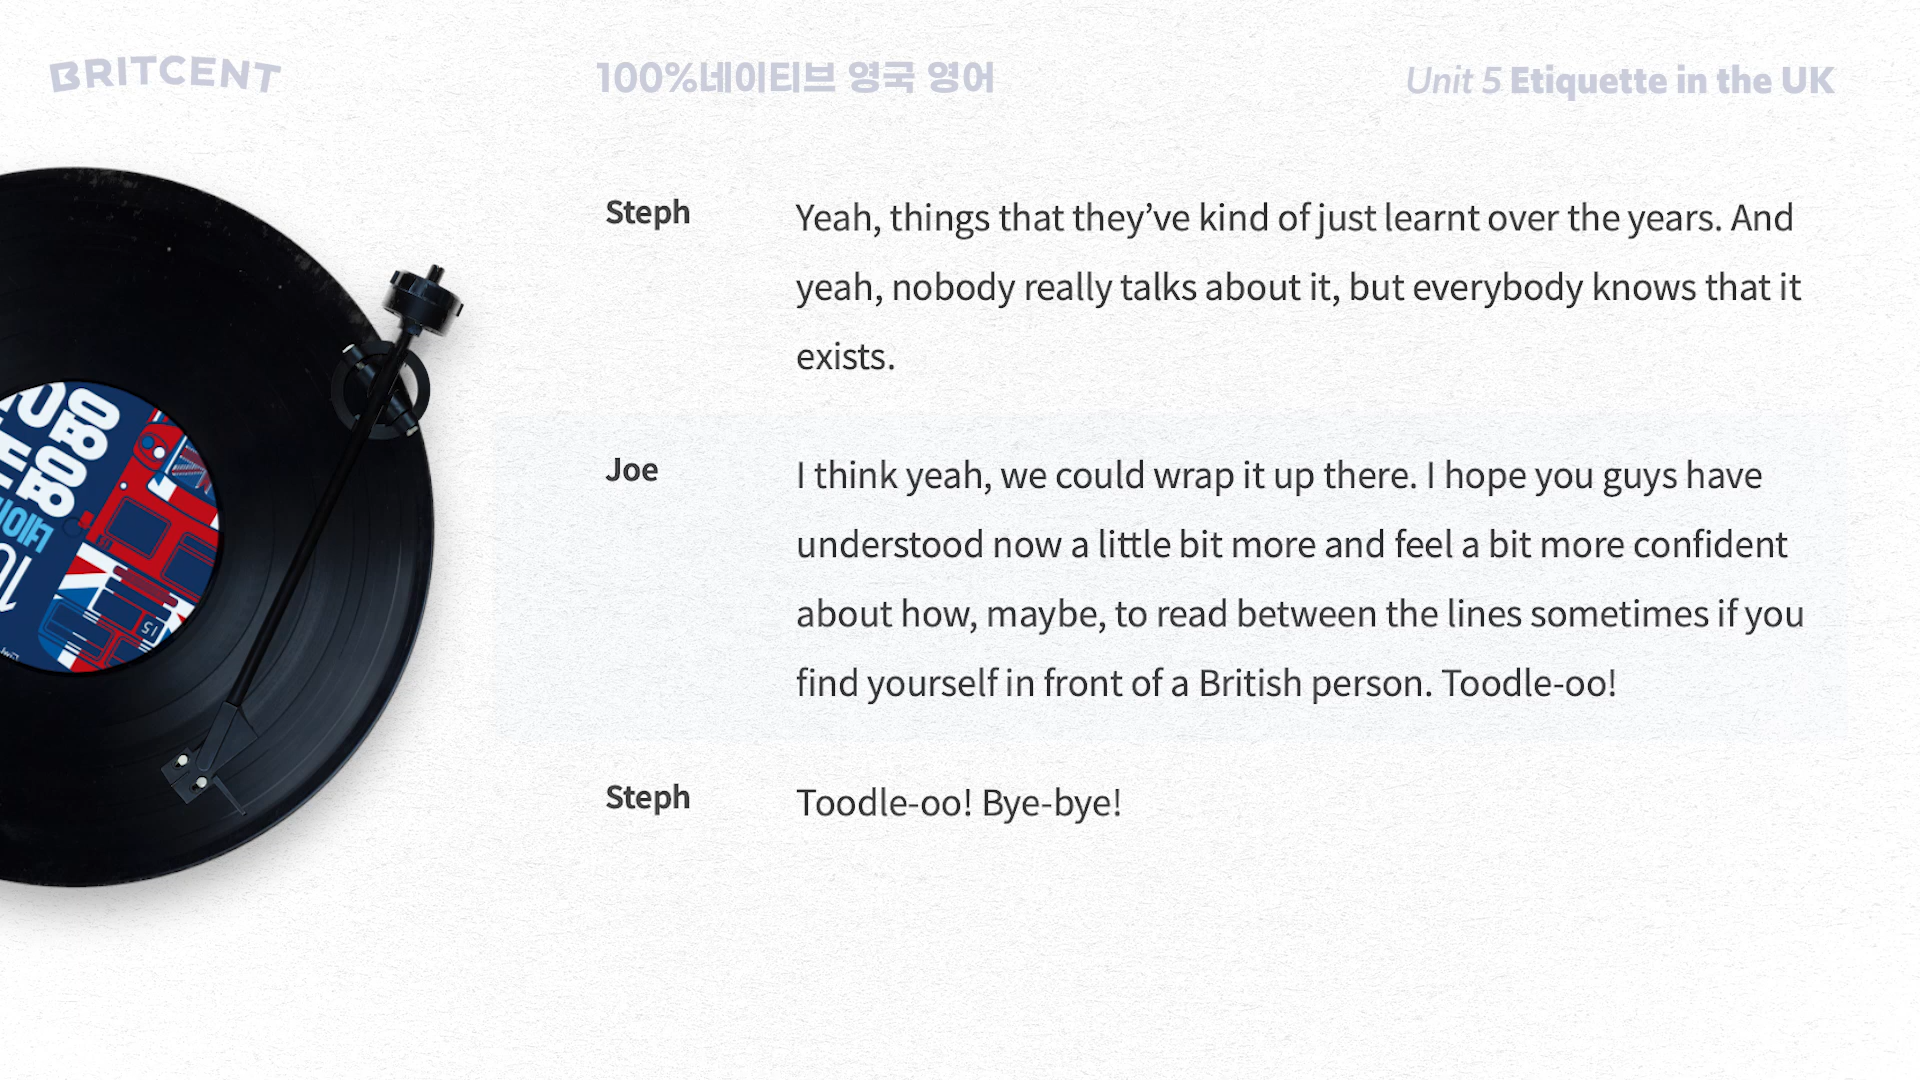 BRITCENT
100%네이티브 영국 영어
Unit 5 Etiquette in the UK
Steph
Yeah, things that they’ve kind of just learnt over the years. And
yeah, nobody really talks about it, but everybody knows that it
exists.
Joe
I think yeah, we could wrap it up there. I hope you guys have
understood now a little bit more and feel a bit more confident
about how, maybe, to read between the lines sometimes if you
find yourself in front of a British person. Toodle-oo!
Steph
Toodle-oo! Bye-bye!